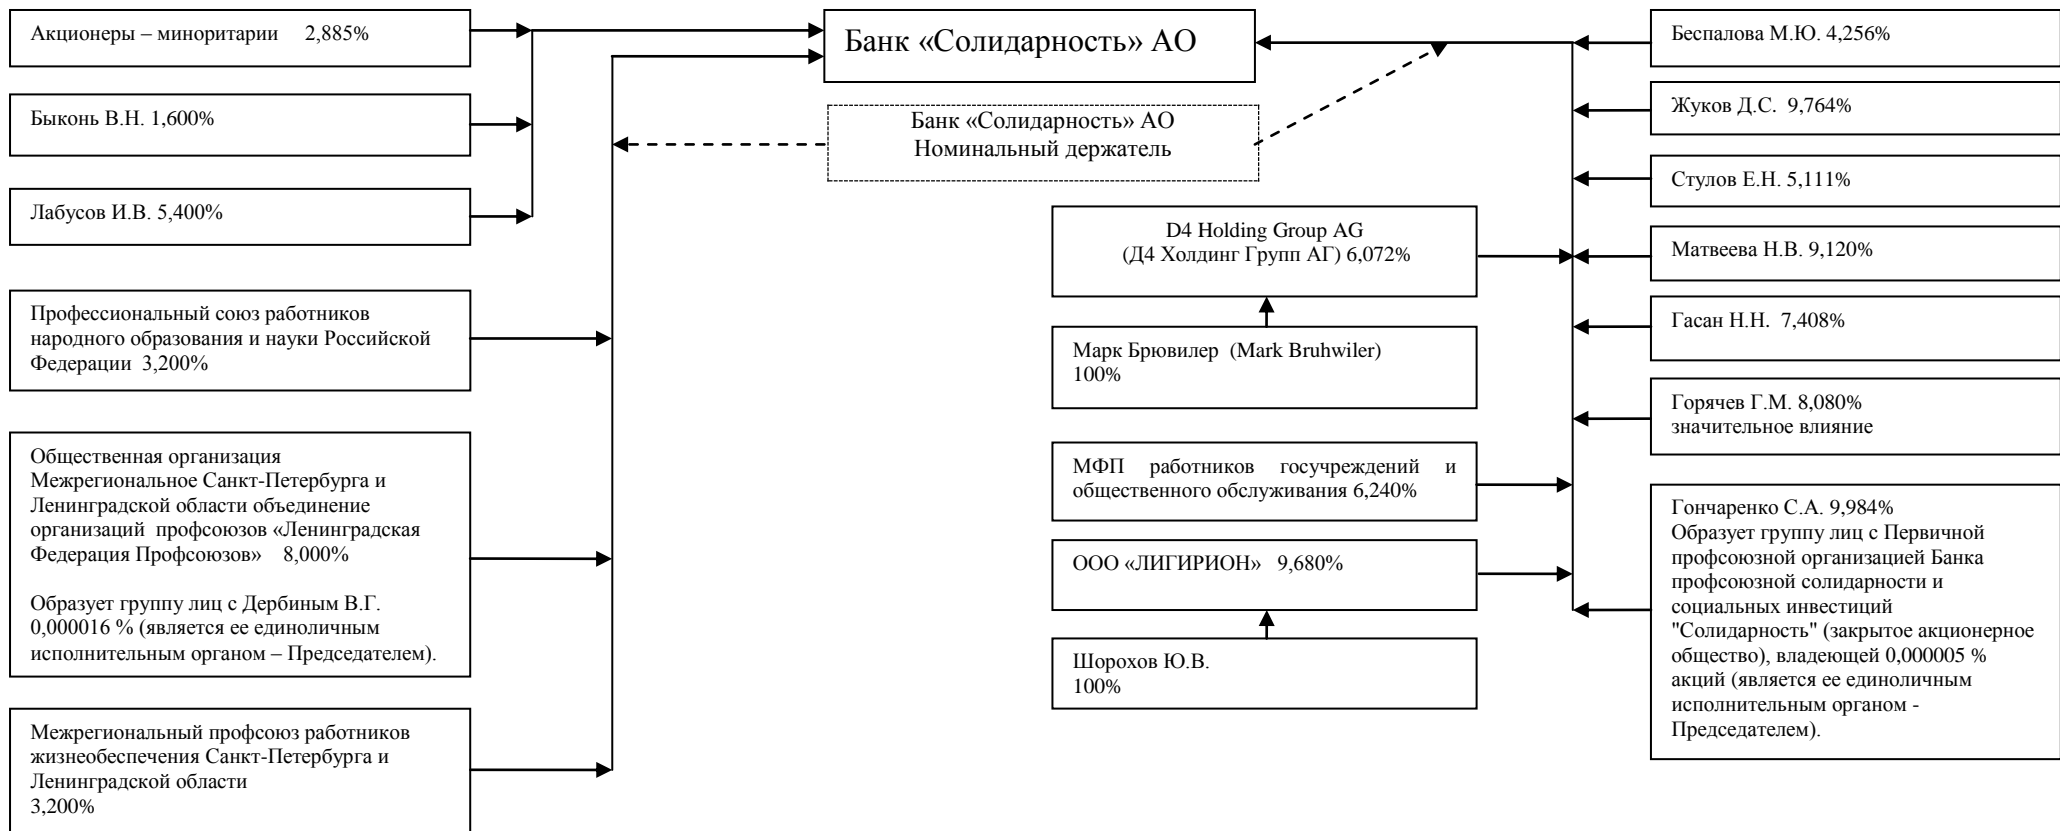 Акционеры – миноритарии 2,885%
Быконь В.Н. 1,600%
Лабусов И.В. 5,400%
Профессиональный союз работников
народного образования и науки Российской
Федерации 3,200%
Общественная организация
Межрегиональное Санкт-Петербурга и
Ленинградской области объединение
организаций профсоюзов «Ленинградская
Федерация Профсоюзов» 8,000%
Образует группу лиц с Дербиным В.Г.
0,000016 % (является ее единоличным
исполнительным органом – Председателем).
Межрегиональный профсоюз работников
жизнеобеспечения Санкт-Петербурга и
Ленинградской области
3,200%
Банк «Солидарность» АО
Банк «Солидарность» АО
Номинальный держатель
D4 Holding Group AG
(Д4 Холдинг Групп АГ) 6,072%
Марк Брювилер (Mark Bruhwiler)
100%
МФП работников госучреждений и
общественного обслуживания 6,240%
ООО «ЛИГИРИОН» 9,680%
Шорохов Ю.В.
100%
Беспалова М.Ю. 4,256%
Жуков Д.С. 9,764%
Стулов Е.Н. 5,111%
Матвеева Н.В. 9,120%
Гасан Н.Н. 7,408%
Горячев Г.М. 8,080%
значительное влияние
Гончаренко С.А. 9,984%
Образует группу лиц с Первичной
профсоюзной организацией Банка
профсоюзной солидарности и
социальных инвестиций
"Солидарность" (закрытое акционерное
общество), владеющей 0,000005 %
акций (является ее единоличным
исполнительным органом -
Председателем).